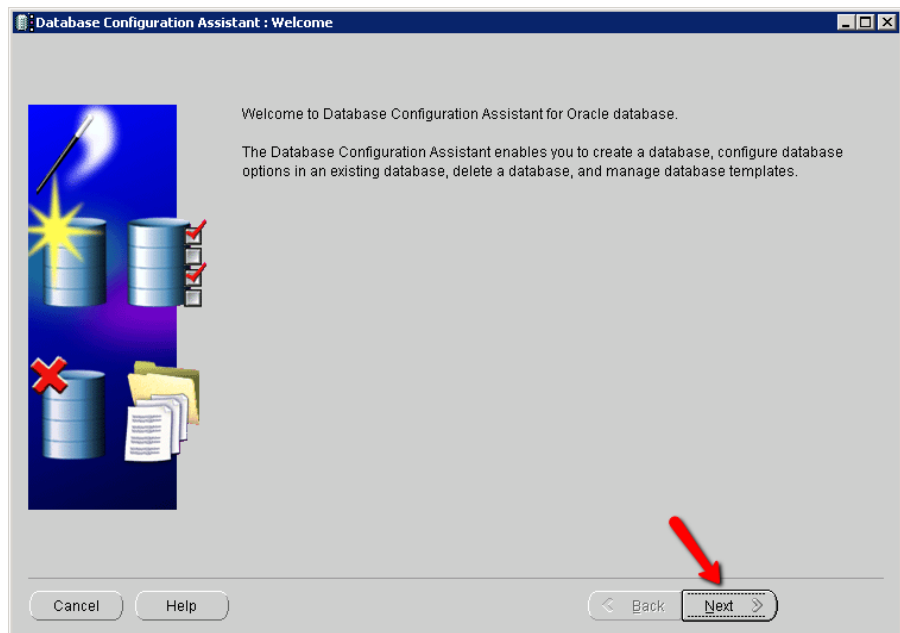 Database Configuration Assistant : Welcome
Welcome to Database Configuration Assistant for Oracle database.
The Database Configuration Assistant enables you to create a database, configure database
options in an existing database, delete a database, and manage database templates.
Cancel
Help
Back
Next